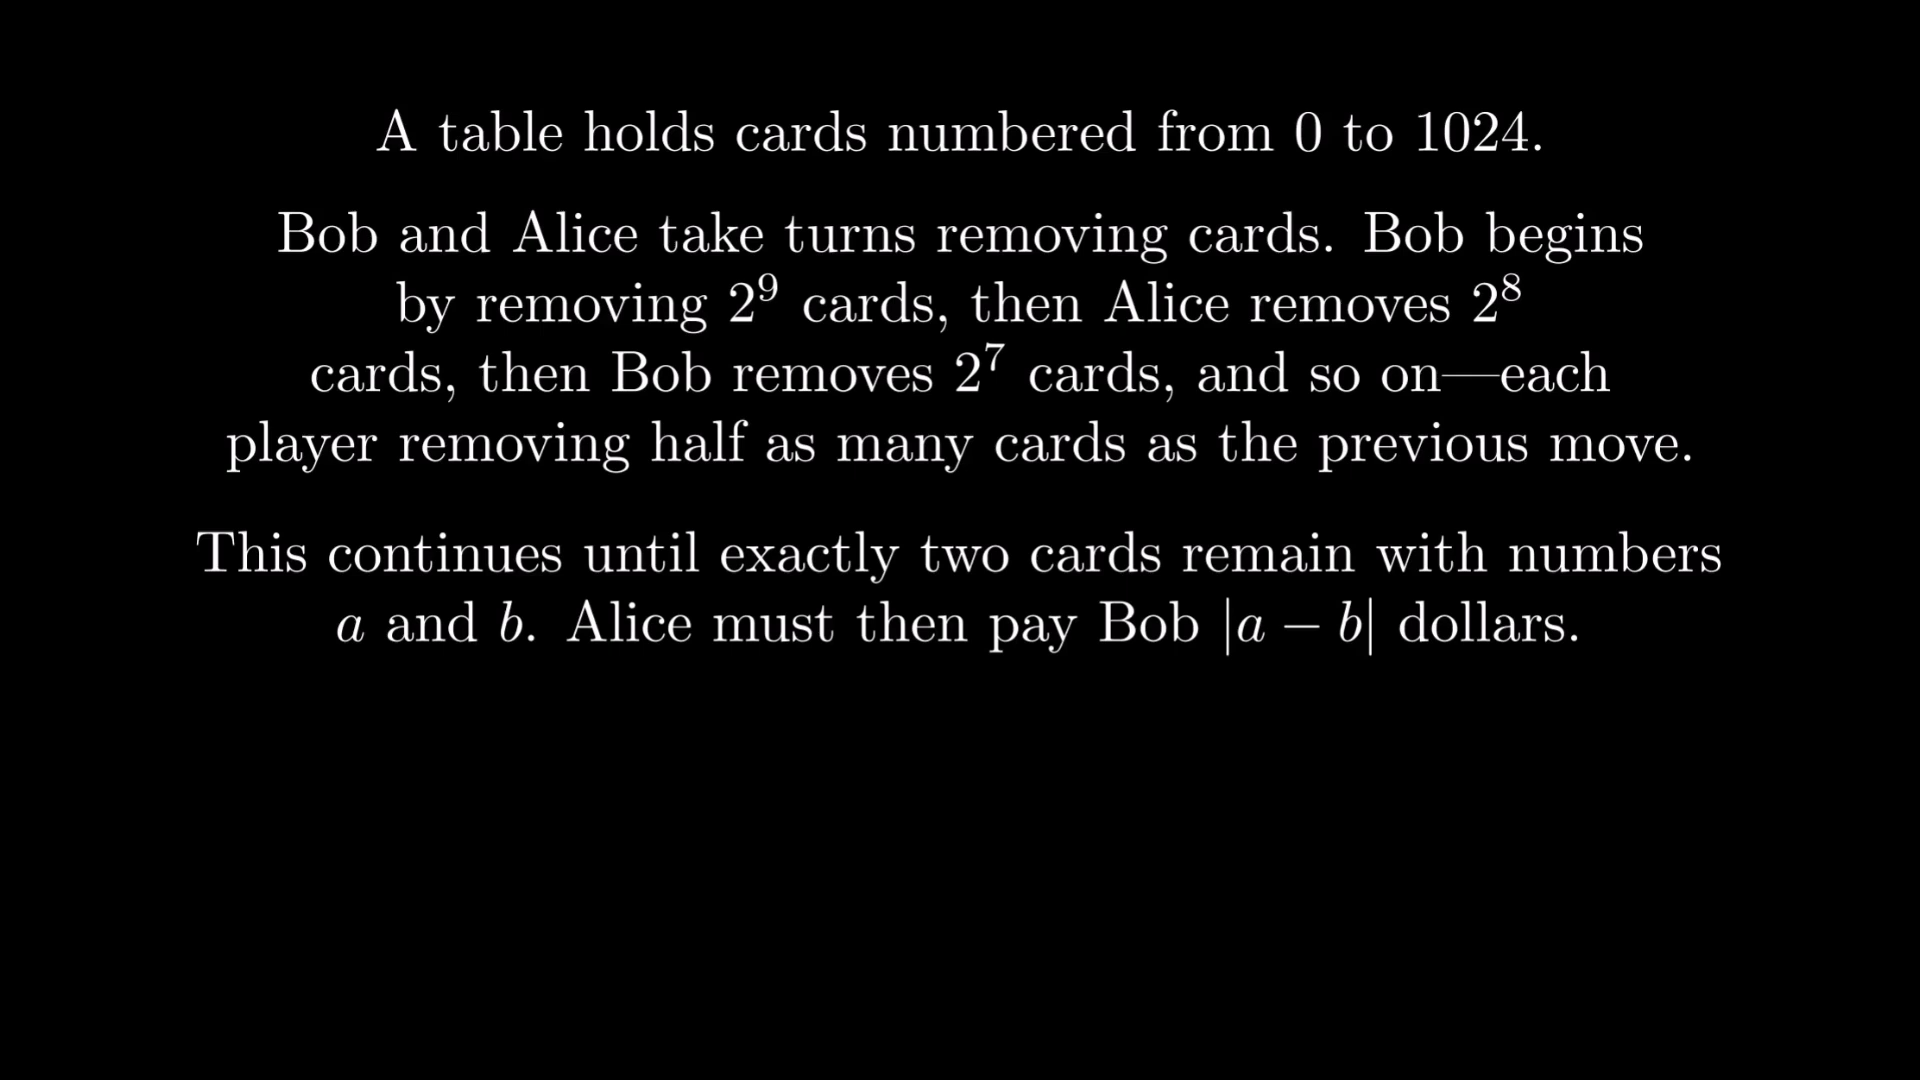 A table holds cards numbered from 0 to 1024.
Bob and Alice take turns removing cards. Bob begins
by removing 2⁹ cards, then Alice removes 2⁸
cards, then Bob removes 2⁷ cards, and so on—each
player removing half as many cards as the previous move.
This continues until exactly two cards remain with numbers
a and b. Alice must then pay Bob |a − b| dollars.